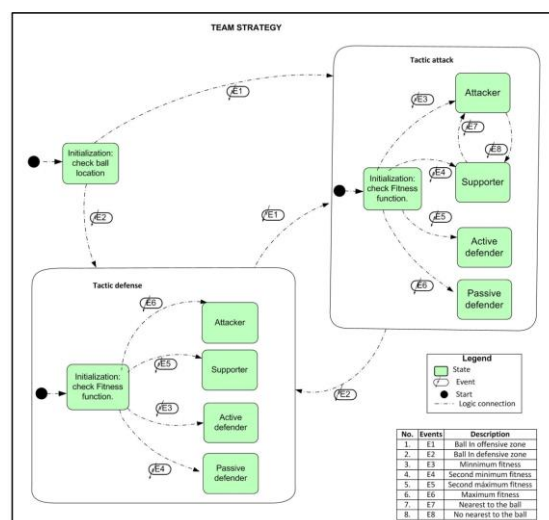 TEAM STRATEGY
Tactic attack
E1
E3
Attacker
E7
E8
Initialization:
check ball
location
Initialization:
check Fitness
function.
E4
Supporter
E2
E1
E5
Active
defender
E6
Passive
defender
Tactic defense
E6
Attacker
E5
Supporter
Initialization:
check Fitness
function.
E3
Active
defender
E4
Passive
defender
E2
Legend
State
Event
Start
Logic connection
No. Events Description
1. E1 Ball In offensive zone
2. E2 Ball In defensive zone
3. E3 Minnimum fitness
4. E4 Second minimum fitness
5. E5 Second máximum fitness
6. E6 Maximum fitness
7. E7 Nearest to the ball
8. E8 No nearest to the ball